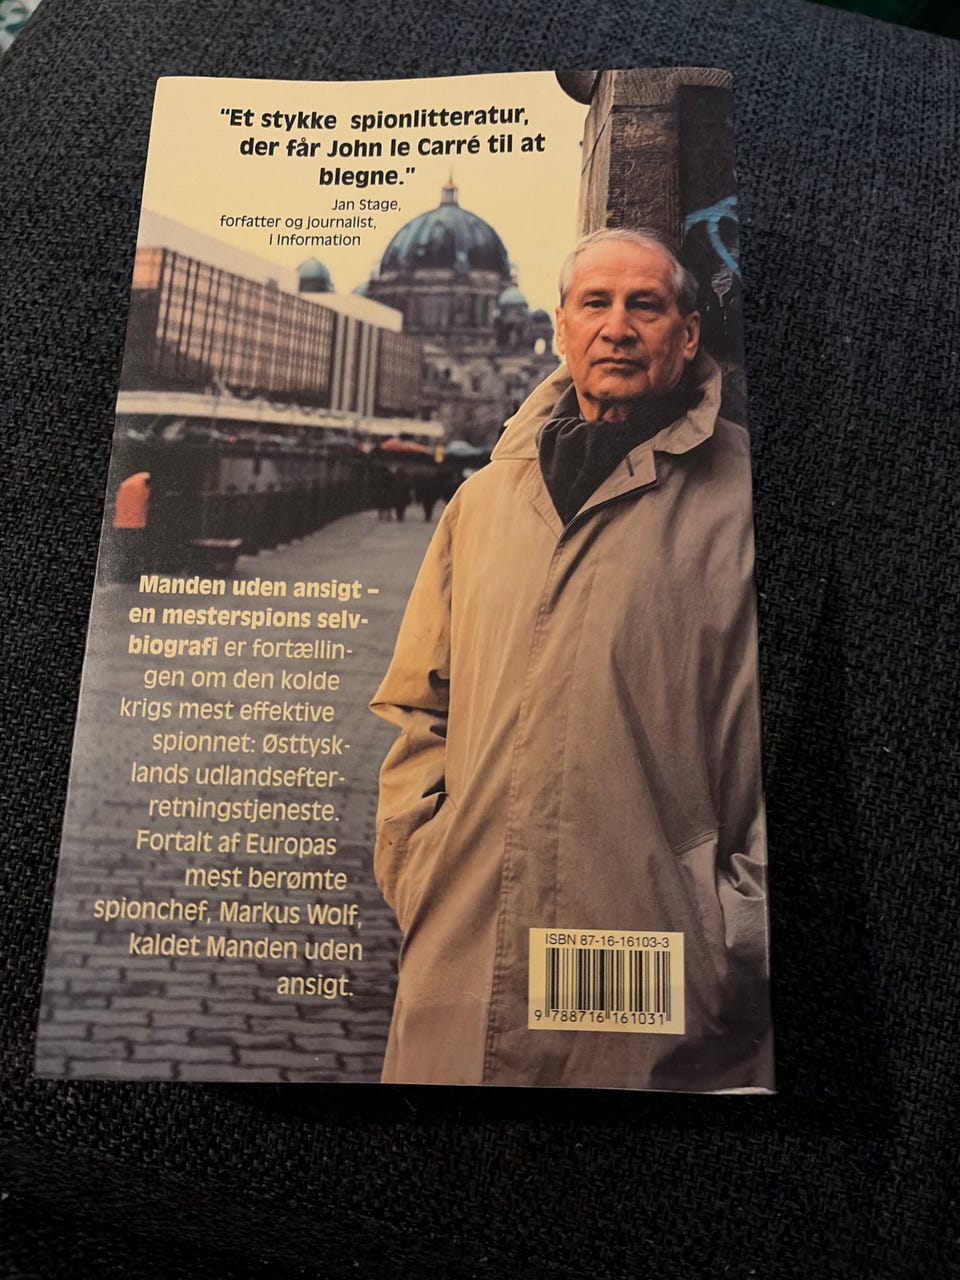 “Et stykke spionlitteratur,
der får John le Carré til at
blegne.”
Jan Stage,
forfatter og journalist,
i Information
Manden uden ansigt –
en mesterspions selv-
biografi er fortællin-
gen om den kolde
krigs mest effektive
spionnet: Østtysk-
lands udlandsefter-
retningstjeneste.
Fortalt af Europas
mest berømte
spionchef, Markus Wolf,
kaldet Manden uden
ansigt.
ISBN 87-16-16103-3
9 788716 161031